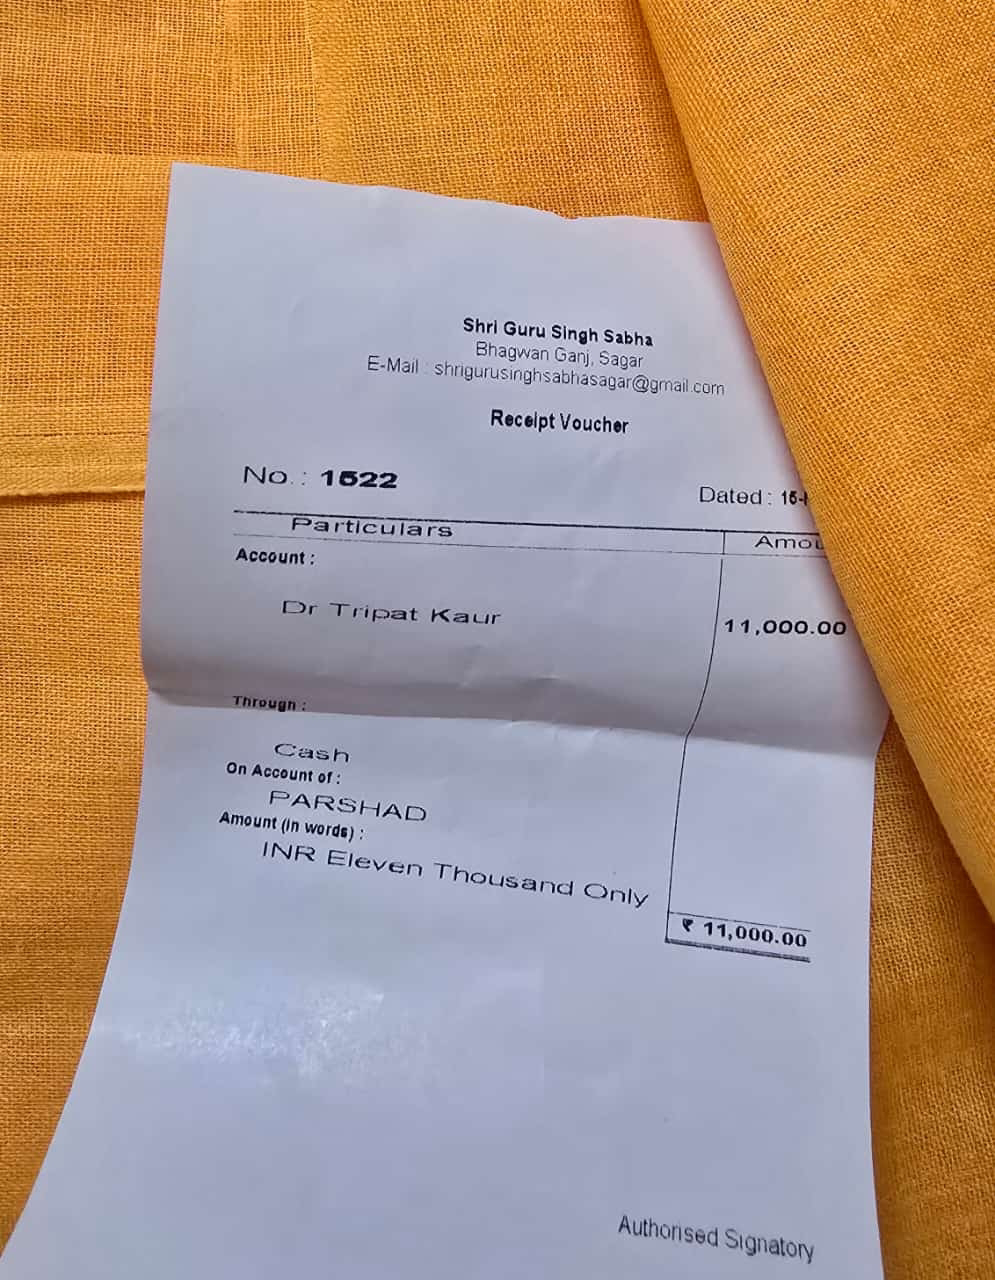 Shri Guru Singh Sabha
Bhagwan Ganj, Sagar
E-Mail : shrigurusinghsabhasagar@gmail.com
Receipt Voucher
No. : 1522 Dated : 15-
Particulars
Account :
Dr Tripat Kaur 11,000.00
Through :
Cash
On Account of :
PARSHAD
Amount (in words) :
INR Eleven Thousand Only
₹ 11,000.00
Authorised Signatory